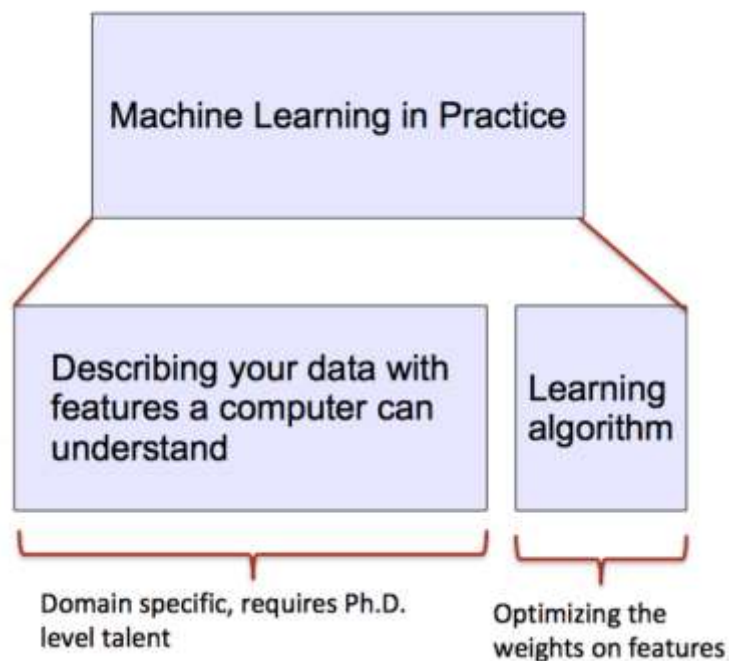 Machine Learning in Practice
Describing your data with
features a computer can
understand
Learning
algorithm
Domain specific, requires Ph.D.
level talent
Optimizing the
weights on features